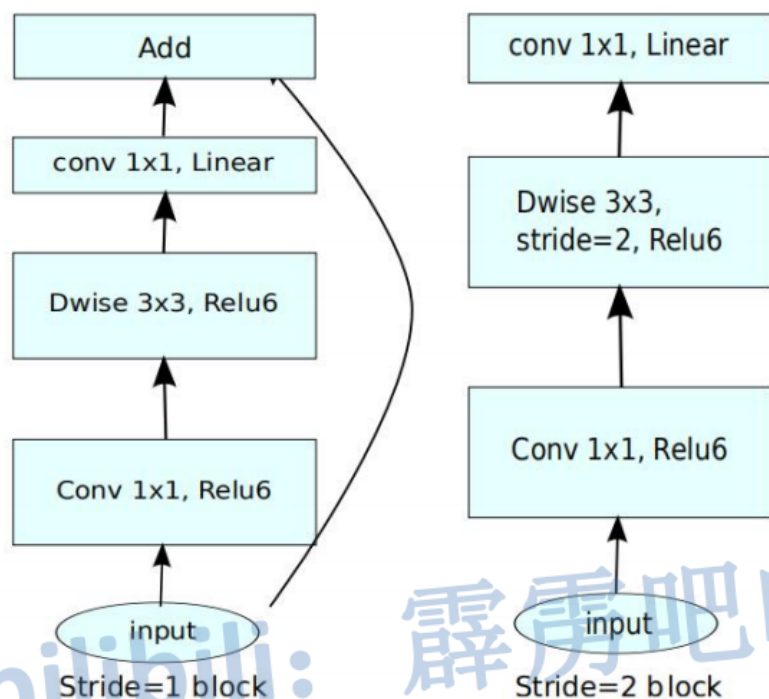 Add
conv 1x1, Linear
Dwise 3x3, Relu6
Conv 1x1, Relu6
input
Stride=1 block
conv 1x1, Linear
Dwise 3x3,
stride=2, Relu6
Conv 1x1, Relu6
input
Stride=2 block
bilibili: 霹雳吧